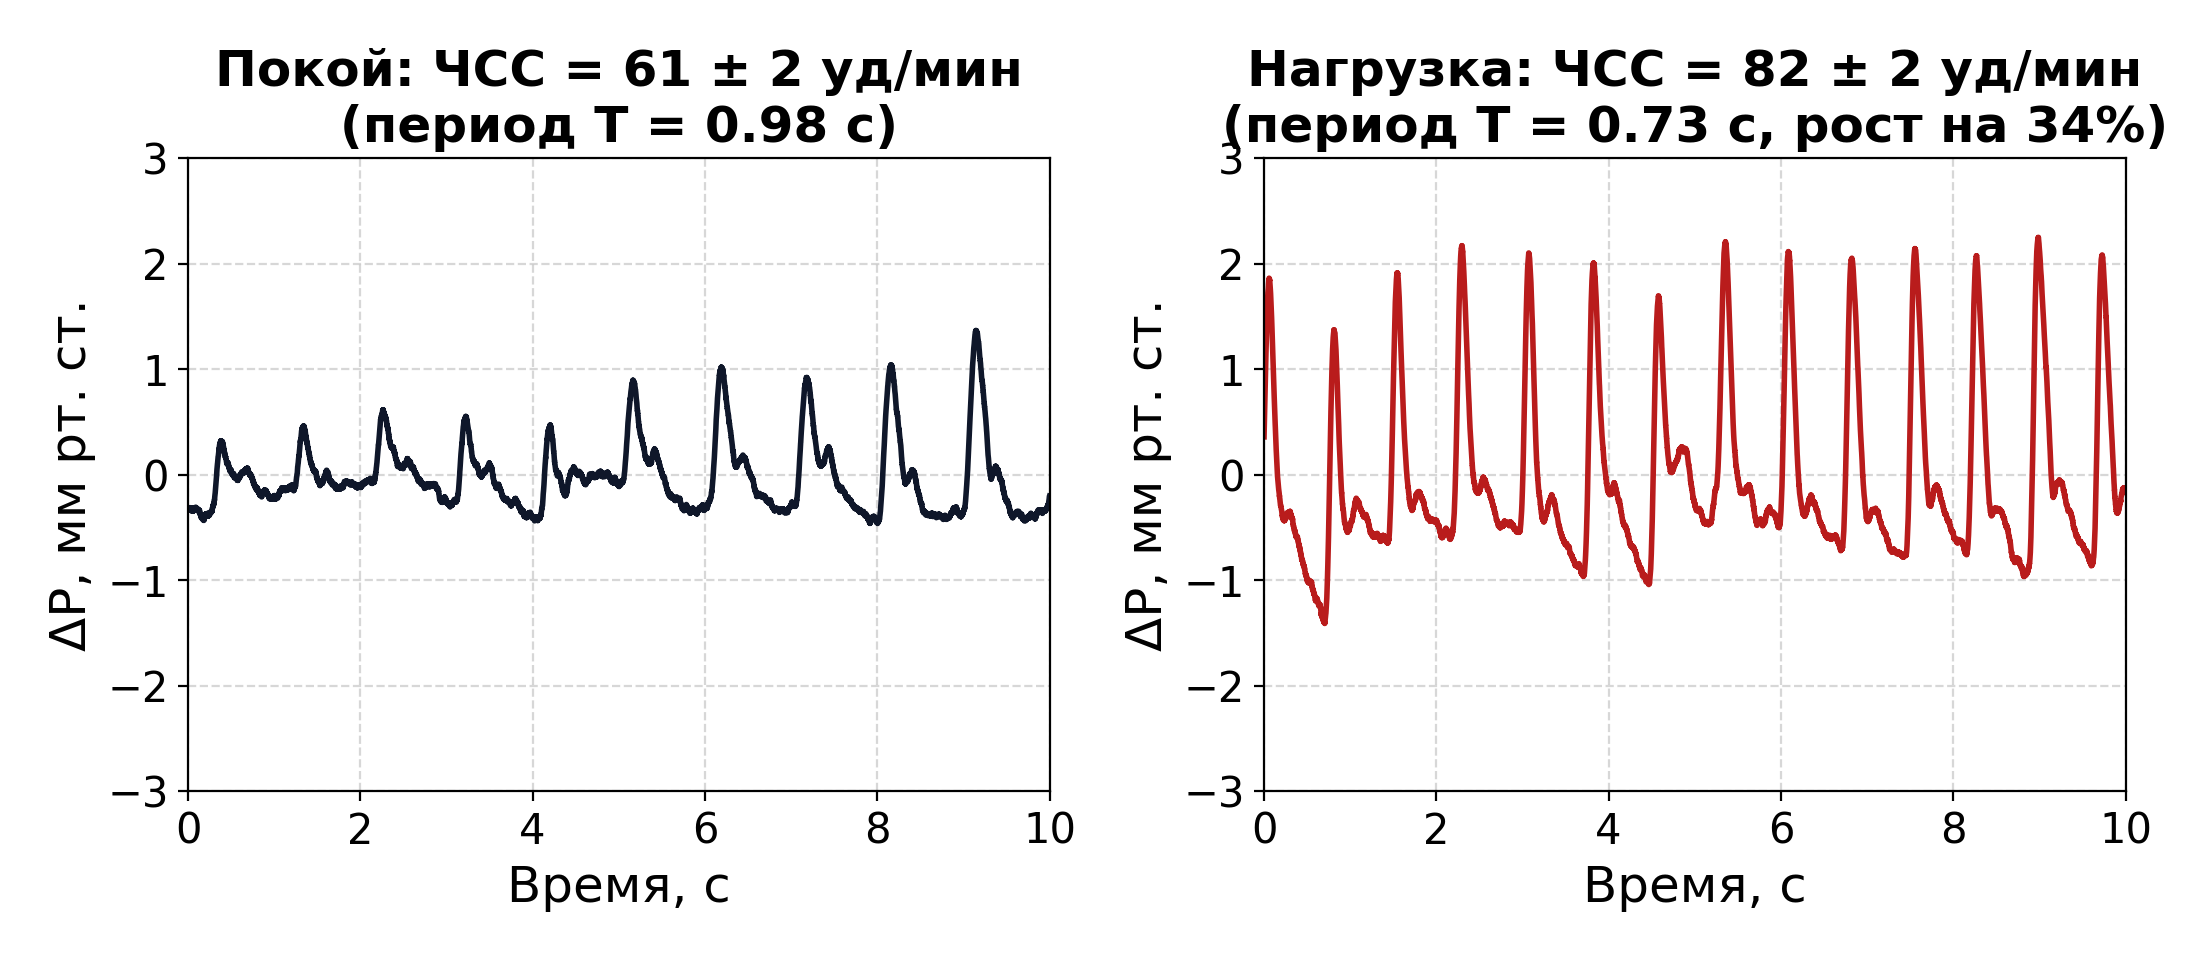 Покой: ЧСС = 61 ± 2 уд/мин
(период T = 0.98 с)
3
2
1
0
−1
−2
−3
ΔP, мм рт. ст.
0 2 4 6 8 10
Время, с
Нагрузка: ЧСС = 82 ± 2 уд/мин
(период T = 0.73 с, рост на 34%)
3
2
1
0
−1
−2
−3
ΔP, мм рт. ст.
0 2 4 6 8 10
Время, с